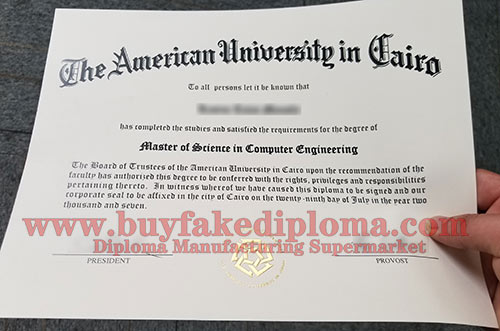 The American University in Cairo
To all persons let it be known that
has completed the studies and satisfied the requirements for the degree of
Master of Science in Computer Engineering
The Board of Trustees of the American University in Cairo upon the recommendation of the
faculty has authorized this degree to be conferred with the rights, privileges and responsibilities
pertaining thereto. In witness whereof we have caused this diploma to be signed and our
corporate seal to be affixed in the city of Cairo on the twenty-ninth day of July in the year two
thousand and seven.
www.buyfakediploma.com
Diploma Manufacturing Supermarket
PRESIDENT
PROVOST